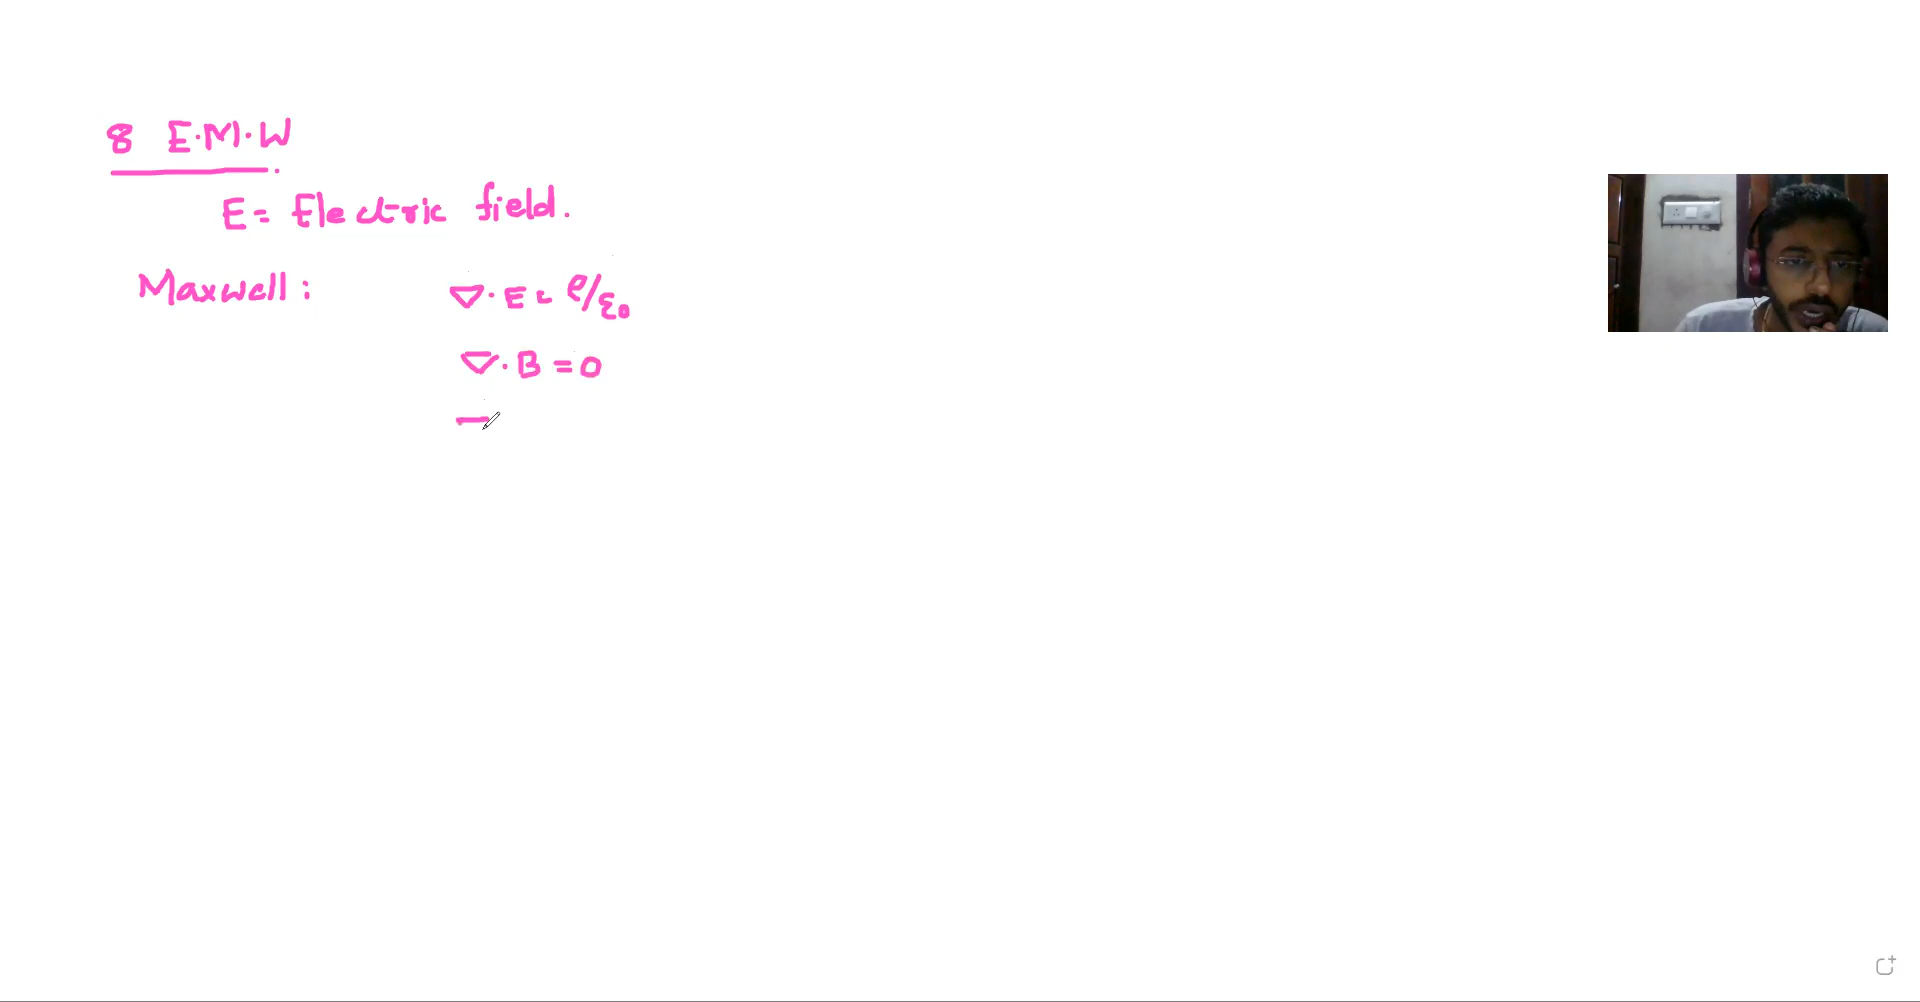 8 E.M.W.
E = Electric field.
Maxwell:
∇·E = ρ/ε₀
∇·B = 0